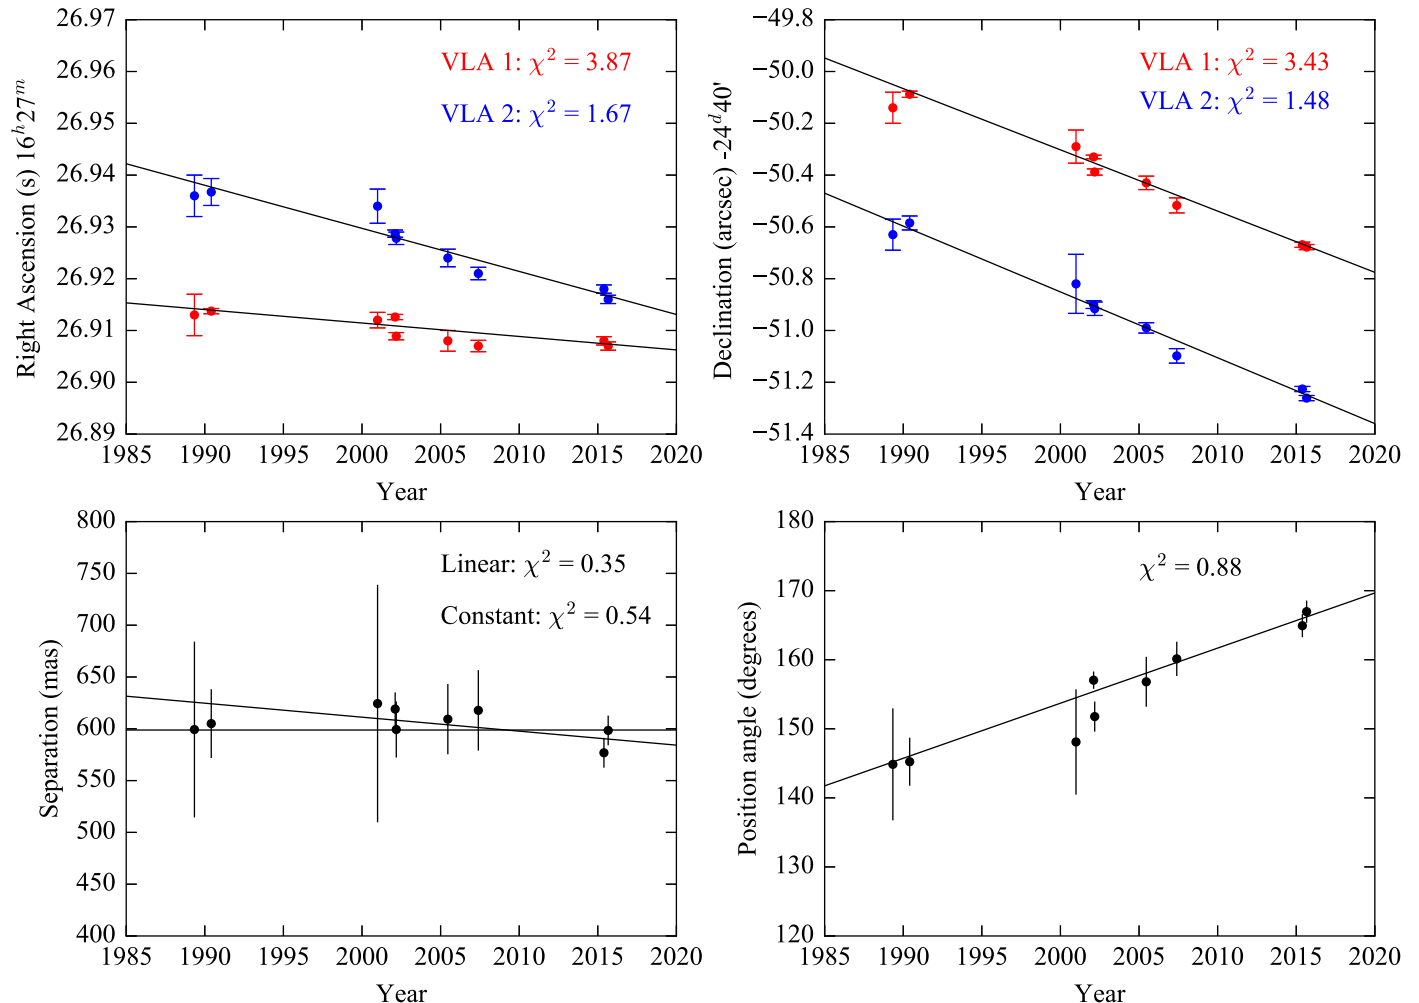 26.97
26.96
26.95
26.94
26.93
26.92
26.91
26.90
26.89
Right Ascension (s) 16ʰ27ᵐ
VLA 1: χ² = 3.87
VLA 2: χ² = 1.67
1985 1990 1995 2000 2005 2010 2015 2020
Year
−49.8
−50.0
−50.2
−50.4
−50.6
−50.8
−51.0
−51.2
−51.4
Declination (arcsec) -24ᵈ40'
VLA 1: χ² = 3.43
VLA 2: χ² = 1.48
1985 1990 1995 2000 2005 2010 2015 2020
Year
800
750
700
650
600
550
500
450
400
Separation (mas)
Linear: χ² = 0.35
Constant: χ² = 0.54
1985 1990 1995 2000 2005 2010 2015 2020
Year
180
170
160
150
140
130
120
Position angle (degrees)
χ² = 0.88
1985 1990 1995 2000 2005 2010 2015 2020
Year